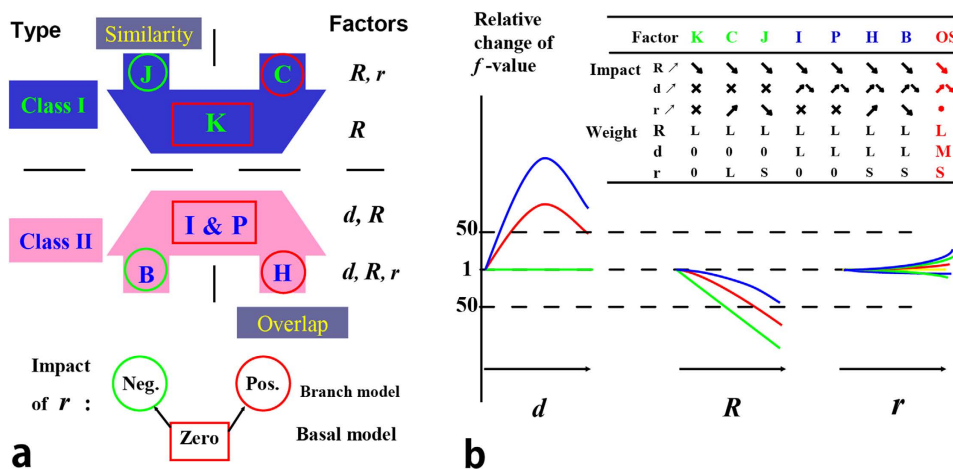 Type
Similarity
Factors
J
C
R, r
Class I
K
R
I & P
d, R
Class II
B
H
d, R, r
Overlap
Impact
of r :
Neg.
Pos.
Branch model
Zero
Basal model
a
Relative
change of
f -value
Factor K C J I P H B OS
Impact R ↗ ↘ ↘ ↘ ↘ ↘ ↘ ↘ ↘
d ↗ × × × ↗↘ ↗↘ ↗↘ ↗↘ ↗↘
r ↗ × ↗ ↘ × × ↗ ↘ •
Weight R L L L L L L L L
d 0 0 0 L L L L M
r 0 L S 0 0 S S S
50
1
50
d
R
r
b